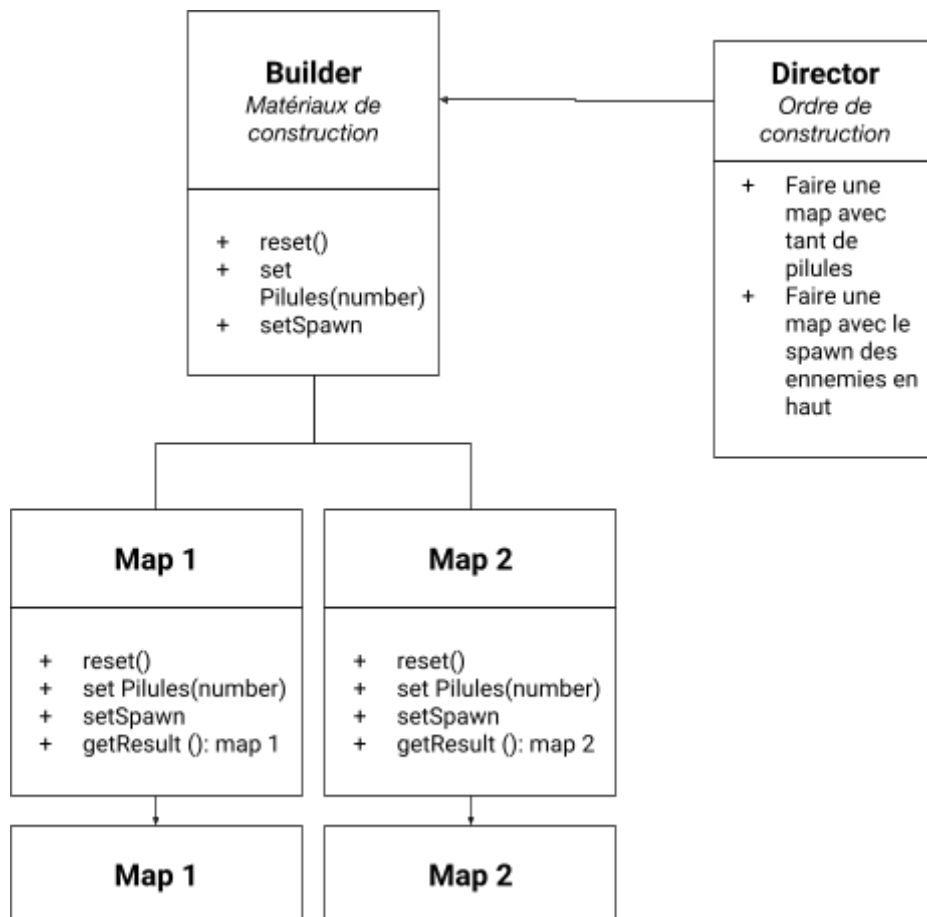 Builder
Matériaux de
construction
+ reset()
+ set
Pilules(number)
+ setSpawn
Director
Ordre de
construction
+ Faire une
map avec
tant de
pilules
+ Faire une
map avec le
spawn des
ennemies en
haut
Map 1
+ reset()
+ set Pilules(number)
+ setSpawn
+ getResult (): map 1
Map 2
+ reset()
+ set Pilules(number)
+ setSpawn
+ getResult (): map 2
Map 1
Map 2